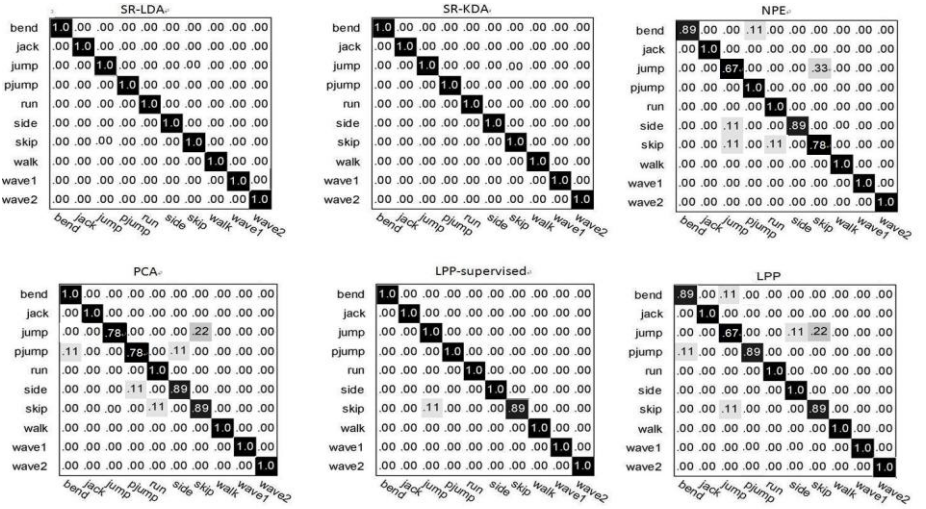 SR-LDA
bend 1.0 .00 .00 .00 .00 .00 .00 .00 .00 .00
jack .00 1.0 .00 .00 .00 .00 .00 .00 .00 .00
jump .00 .00 1.0 .00 .00 .00 .00 .00 .00 .00
pjump .00 .00 .00 1.0 .00 .00 .00 .00 .00 .00
run .00 .00 .00 .00 1.0 .00 .00 .00 .00 .00
side .00 .00 .00 .00 .00 1.0 .00 .00 .00 .00
skip .00 .00 .00 .00 .00 .00 1.0 .00 .00 .00
walk .00 .00 .00 .00 .00 .00 .00 1.0 .00 .00
wave1 .00 .00 .00 .00 .00 .00 .00 .00 1.0 .00
wave2 .00 .00 .00 .00 .00 .00 .00 .00 .00 1.0
bend jack jump pjump run side skip walk wave1 wave2
SR-KDA
bend 1.0 .00 .00 .00 .00 .00 .00 .00 .00 .00
jack .00 1.0 .00 .00 .00 .00 .00 .00 .00 .00
jump .00 .00 1.0 .00 .00 .00 .00 .00 .00 .00
pjump .00 .00 .00 1.0 .00 .00 .00 .00 .00 .00
run .00 .00 .00 .00 1.0 .00 .00 .00 .00 .00
side .00 .00 .00 .00 .00 1.0 .00 .00 .00 .00
skip .00 .00 .00 .00 .00 .00 1.0 .00 .00 .00
walk .00 .00 .00 .00 .00 .00 .00 1.0 .00 .00
wave1 .00 .00 .00 .00 .00 .00 .00 .00 1.0 .00
wave2 .00 .00 .00 .00 .00 .00 .00 .00 .00 1.0
bend jack jump pjump run side skip walk wave1 wave2
NPE
bend .89 .00 .00 .11 .00 .00 .00 .00 .00 .00
jack .00 1.0 .00 .00 .00 .00 .00 .00 .00 .00
jump .00 .00 .67 .00 .00 .00 .33 .00 .00 .00
pjump .00 .00 .00 1.0 .00 .00 .00 .00 .00 .00
run .00 .00 .00 .00 1.0 .00 .00 .00 .00 .00
side .00 .00 .11 .00 .00 .89 .00 .00 .00 .00
skip .00 .00 .11 .00 .11 .00 .78 .00 .00 .00
walk .00 .00 .00 .00 .00 .00 .00 1.0 .00 .00
wave1 .00 .00 .00 .00 .00 .00 .00 .00 1.0 .00
wave2 .00 .00 .00 .00 .00 .00 .00 .00 .00 1.0
bend jack jump pjump run side skip walk wave1 wave2
PCA
bend 1.0 .00 .00 .00 .00 .00 .00 .00 .00 .00
jack .00 1.0 .00 .00 .00 .00 .00 .00 .00 .00
jump .00 .00 .78 .00 .00 .00 .22 .00 .00 .00
pjump .11 .00 .00 .78 .00 .11 .00 .00 .00 .00
run .00 .00 .00 .00 1.0 .00 .00 .00 .00 .00
side .00 .00 .00 .11 .00 .89 .00 .00 .00 .00
skip .00 .00 .00 .00 .11 .00 .89 .00 .00 .00
walk .00 .00 .00 .00 .00 .00 .00 1.0 .00 .00
wave1 .00 .00 .00 .00 .00 .00 .00 .00 1.0 .00
wave2 .00 .00 .00 .00 .00 .00 .00 .00 .00 1.0
bend jack jump pjump run side skip walk wave1 wave2
LPP-supervised
bend 1.0 .00 .00 .00 .00 .00 .00 .00 .00 .00
jack .00 1.0 .00 .00 .00 .00 .00 .00 .00 .00
jump .00 .00 1.0 .00 .00 .00 .00 .00 .00 .00
pjump .00 .00 .00 1.0 .00 .00 .00 .00 .00 .00
run .00 .00 .00 .00 1.0 .00 .00 .00 .00 .00
side .00 .00 .00 .00 .00 1.0 .00 .00 .00 .00
skip .00 .00 .11 .00 .00 .00 .89 .00 .00 .00
walk .00 .00 .00 .00 .00 .00 .00 1.0 .00 .00
wave1 .00 .00 .00 .00 .00 .00 .00 .00 1.0 .00
wave2 .00 .00 .00 .00 .00 .00 .00 .00 .00 1.0
bend jack jump pjump run side skip walk wave1 wave2
LPP
bend .89 .00 .11 .00 .00 .00 .00 .00 .00 .00
jack .00 1.0 .00 .00 .00 .00 .00 .00 .00 .00
jump .00 .00 .67 .00 .00 .11 .22 .00 .00 .00
pjump .11 .00 .00 .89 .00 .00 .00 .00 .00 .00
run .00 .00 .00 .00 1.0 .00 .00 .00 .00 .00
side .00 .00 .00 .00 .00 1.0 .00 .00 .00 .00
skip .00 .00 .11 .00 .00 .00 .89 .00 .00 .00
walk .00 .00 .00 .00 .00 .00 .00 1.0 .00 .00
wave1 .00 .00 .00 .00 .00 .00 .00 .00 1.0 .00
wave2 .00 .00 .00 .00 .00 .00 .00 .00 .00 1.0
bend jack jump pjump run side skip walk wave1 wave2